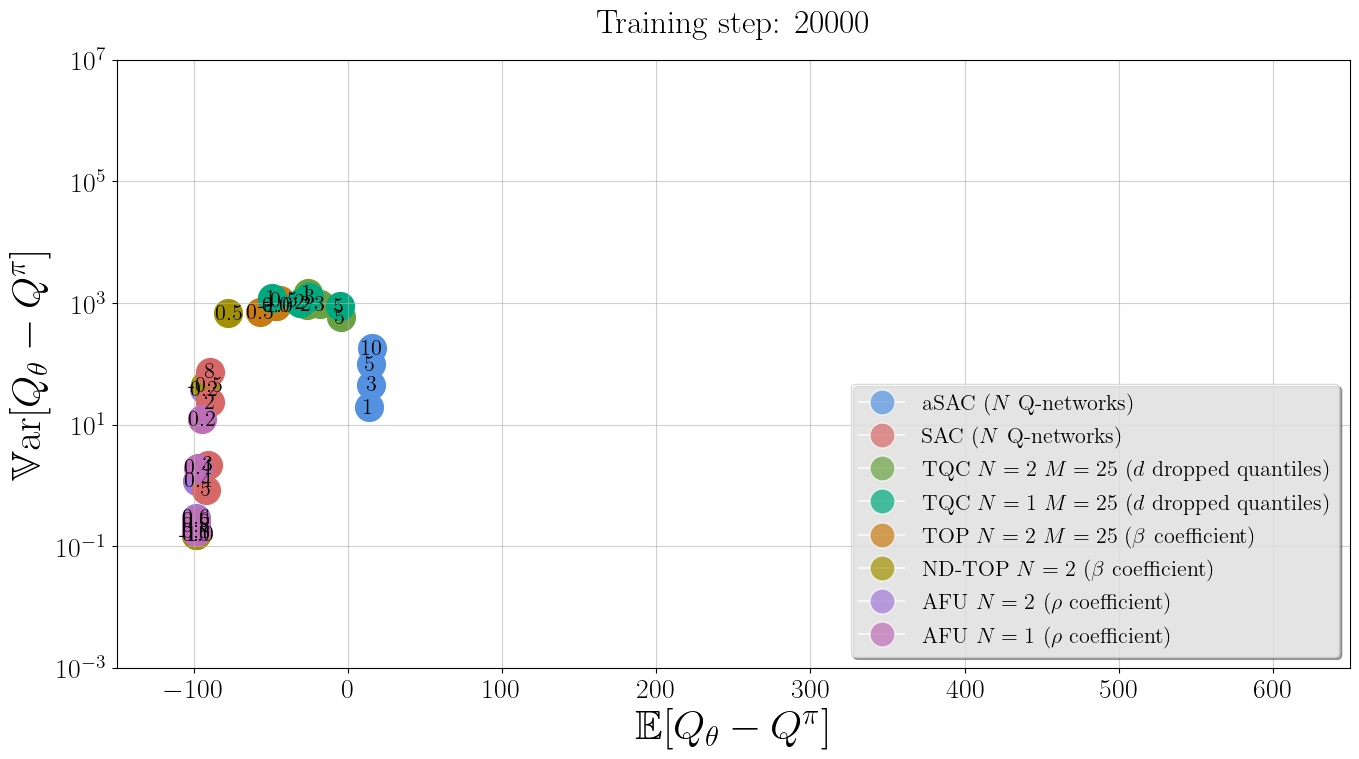 Training step: 20000
10^7
10^5
10^3
10^1
10^{-1}
10^{-3}
𝕍ar[Q_θ − Q^π]
0.5
5
3
5
10
5
3
1
8
2
0.2
5
−100
0
100
200
300
400
500
600
𝔼[Q_θ − Q^π]
aSAC (N Q-networks)
SAC (N Q-networks)
TQC N = 2 M = 25 (d dropped quantiles)
TQC N = 1 M = 25 (d dropped quantiles)
TOP N = 2 M = 25 (β coefficient)
ND-TOP N = 2 (β coefficient)
AFU N = 2 (ρ coefficient)
AFU N = 1 (ρ coefficient)